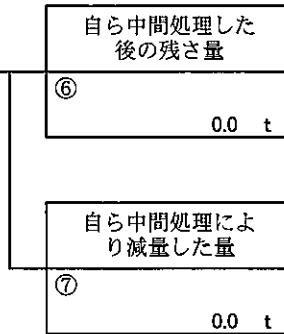 自ら中間処理した
後の残さ量
⑥
0.0 t
自ら中間処理によ
り減量した量
⑦
0.0 t